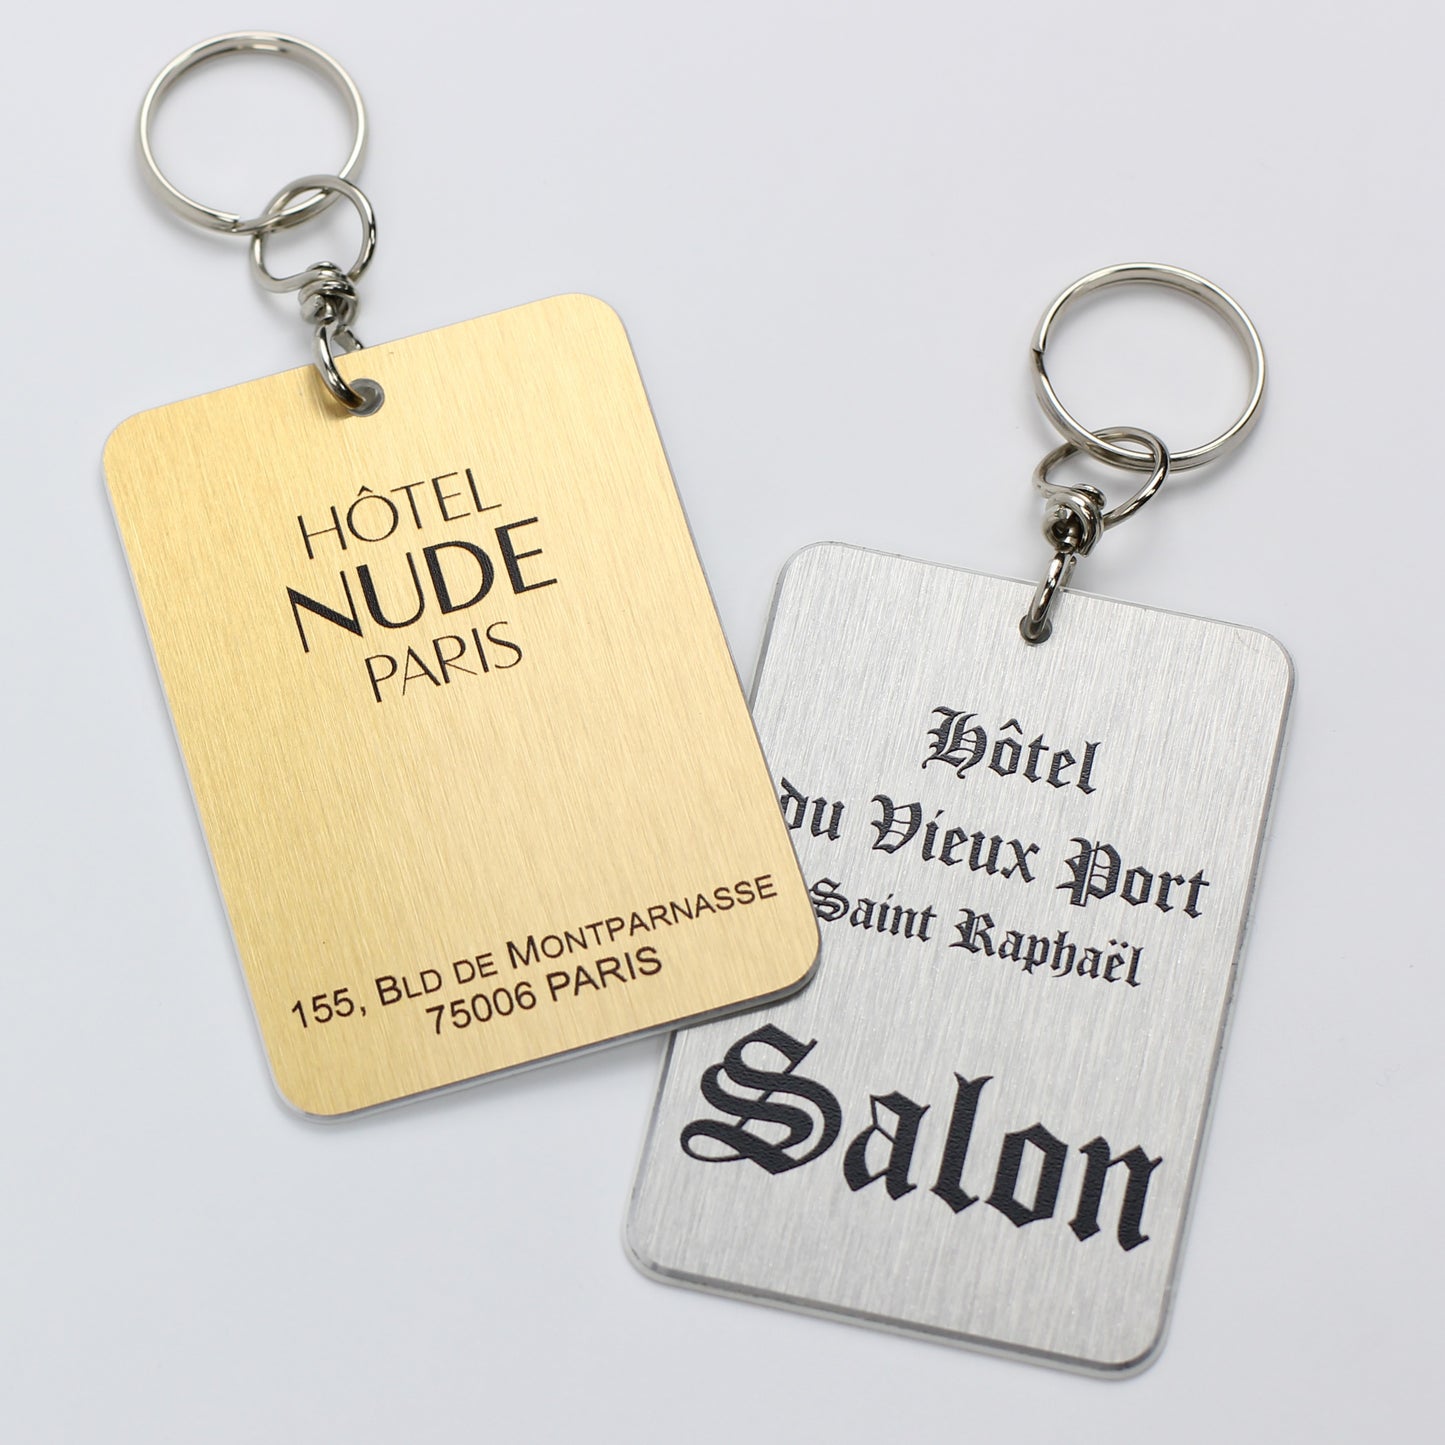 HÔTEL
NUDE
PARIS
155, BLD DE MONTPARNASSE
75006 PARIS
Hôtel
du Vieux Port
Saint Raphaël
Salon